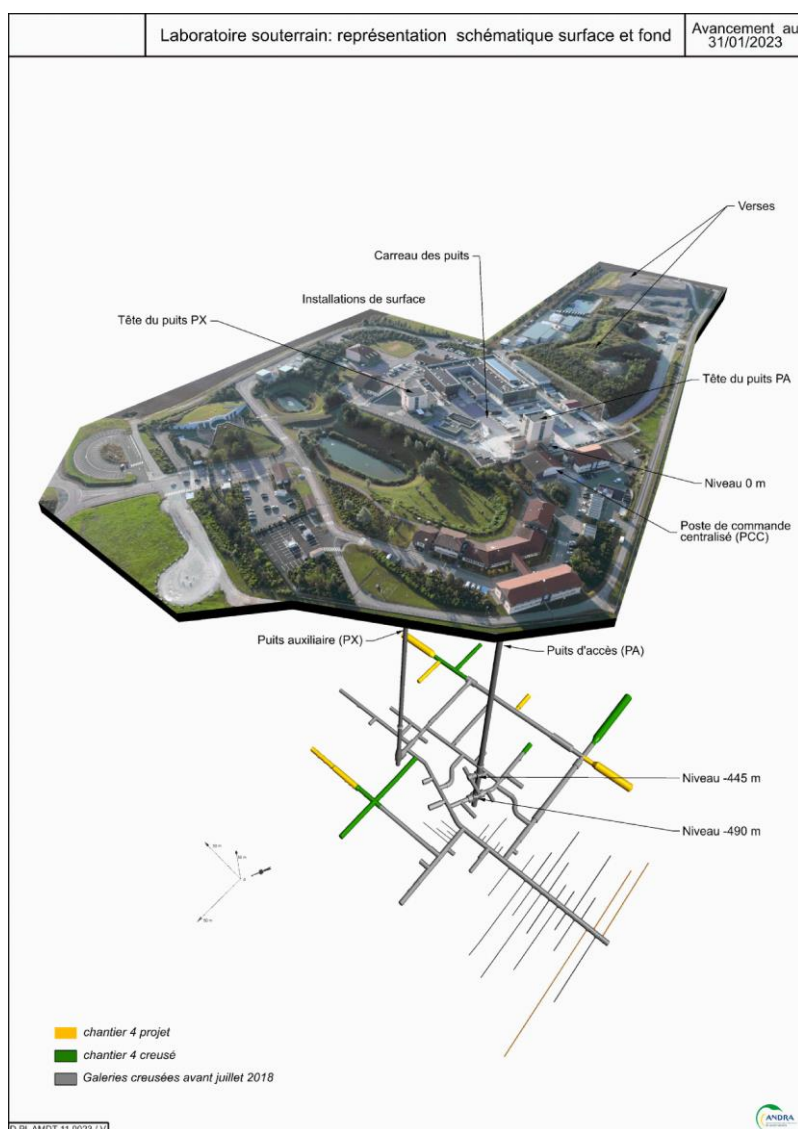 Laboratoire souterrain: représentation schématique surface et fond
Avancement au
31/01/2023
Verses
Carreau des puits
Installations de surface
Tête du puits PX
Tête du puits PA
Niveau 0 m
Poste de commande
centralisé (PCC)
Puits auxiliaire (PX)
Puits d'accès (PA)
Niveau -445 m
Niveau -490 m
chantier 4 projet
chantier 4 creusé
Galeries creusées avant juillet 2018
ANDRA